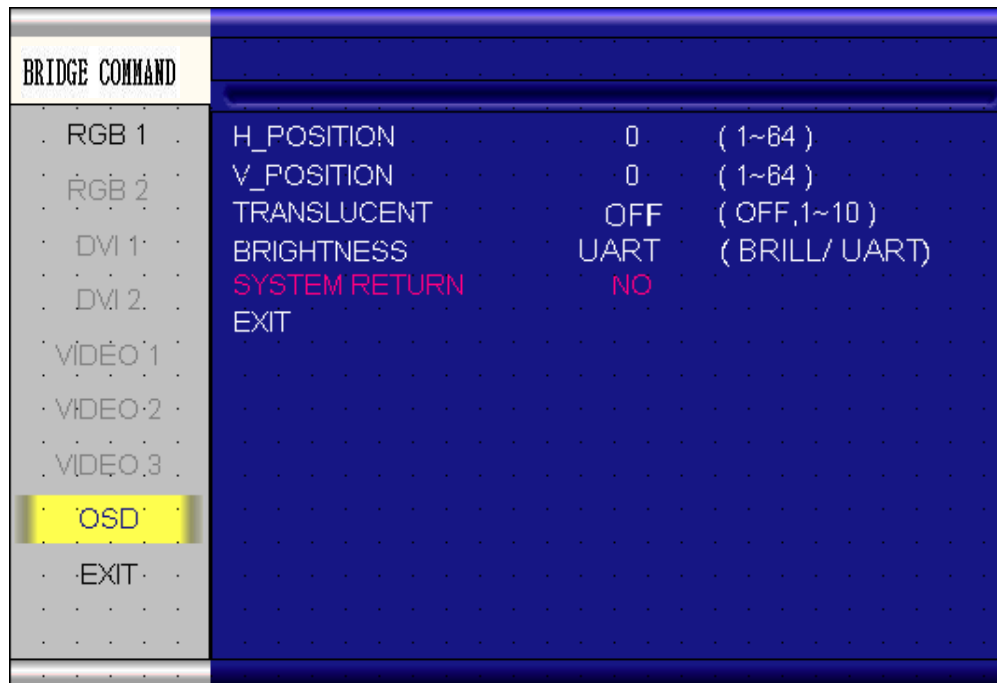 BRIDGE COMMAND
RGB 1
RGB 2
DVI 1
DVI 2
VIDEO 1
VIDEO 2
VIDEO 3
OSD
EXIT
H_POSITION 0 ( 1~64 )
V_POSITION 0 ( 1~64 )
TRANSLUCENT OFF ( OFF,1~10 )
BRIGHTNESS UART ( BRILL/ UART)
SYSTEM RETURN NO
EXIT